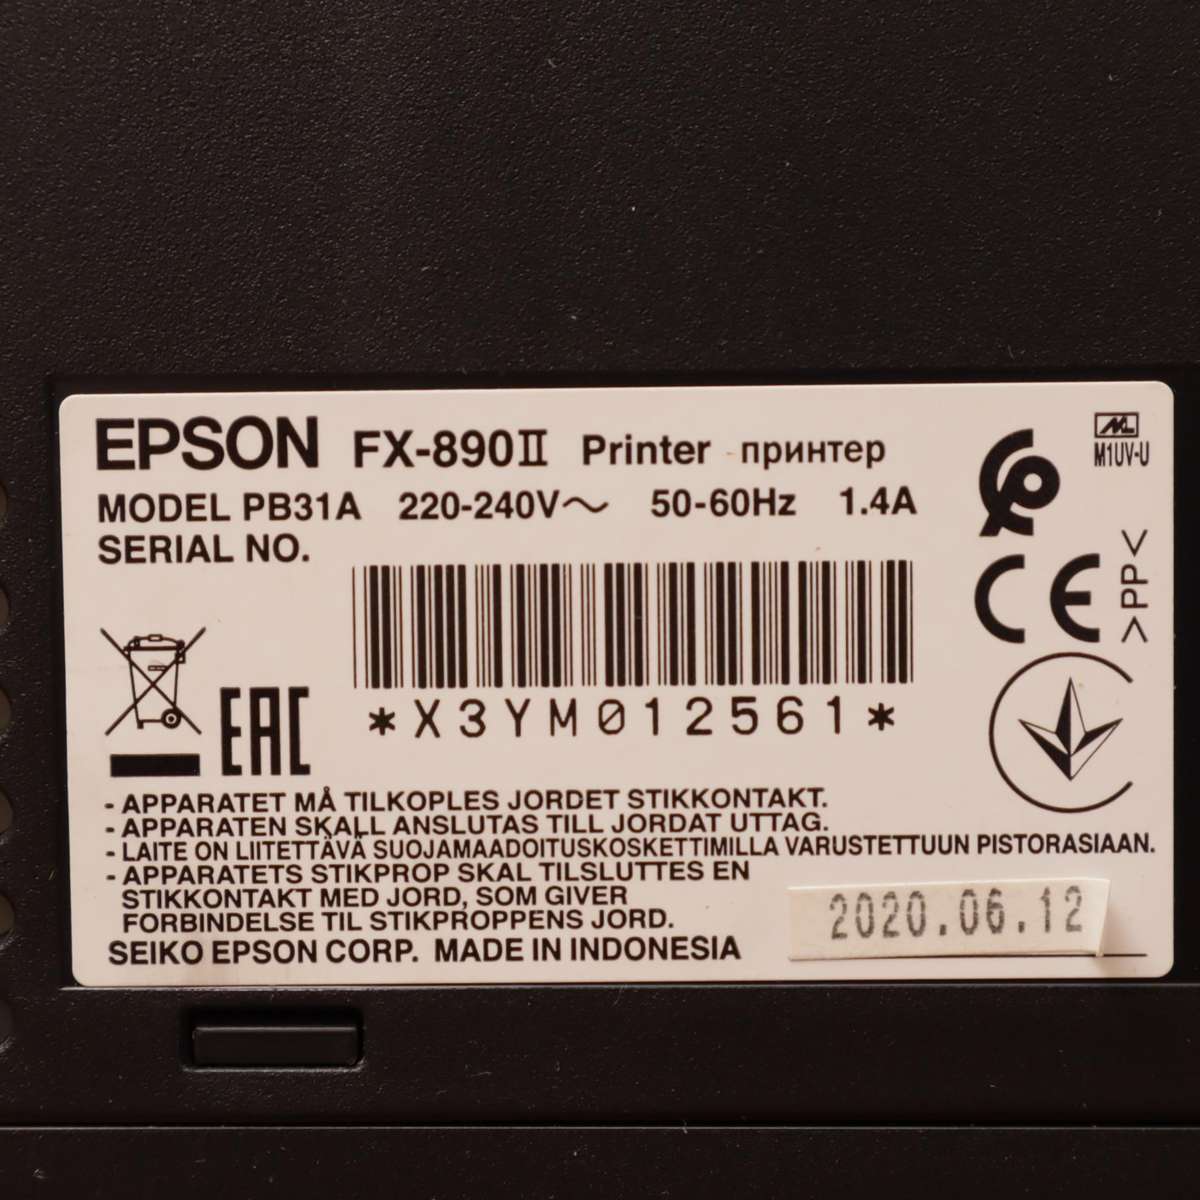 EPSON FX-890II Printer принтер
MODEL PB31A 220-240V～ 50-60Hz 1.4A
SERIAL NO.
*X3YM012561*
EAC
M1UV-U
CE
>PP<
- APPARATET MÅ TILKOPLES JORDET STIKKONTAKT.
- APPARATEN SKALL ANSLUTAS TILL JORDAT UTTAG.
- LAITE ON LIITETTÄVÄ SUOJAMAADOITUSKOSKETTIMILLA VARUSTETTUUN PISTORASIAAN.
- APPARATETS STIKPROP SKAL TILSLUTTES EN
STIKKONTAKT MED JORD, SOM GIVER
FORBINDELSE TIL STIKPROPPENS JORD.
SEIKO EPSON CORP. MADE IN INDONESIA
2020.06.12